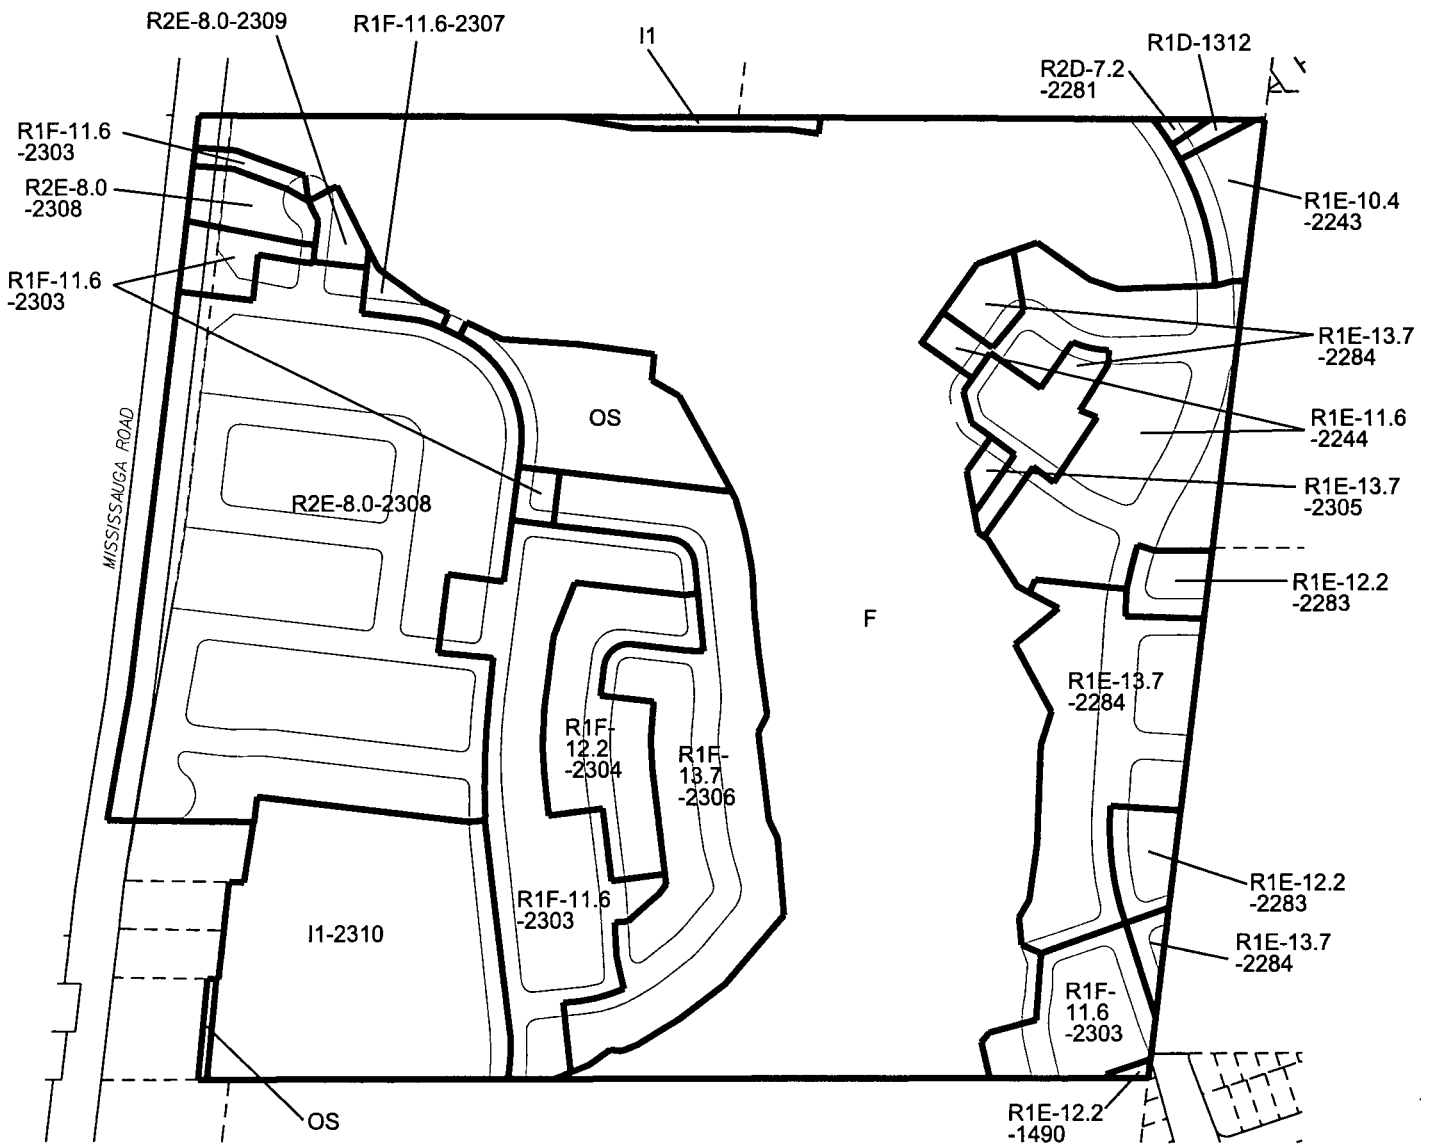 R2E-8.0-2309
R1F-11.6-2307
I1
R1D-1312
R2D-7.2
-2281
R1F-11.6
-2303
R2E-8.0
-2308
R1E-10.4
-2243
R1F-11.6
-2303
R1E-13.7
-2284
OS
R1E-11.6
-2244
MISSISSAUGA ROAD
R2E-8.0-2308
R1E-13.7
-2305
R1E-12.2
-2283
F
R1E-13.7
-2284
R1F-
12.2
-2304
R1F-
13.7
-2306
R1F-11.6
-2303
R1E-12.2
-2283
I1-2310
R1E-13.7
-2284
R1F-
11.6
-2303
OS
R1E-12.2
-1490